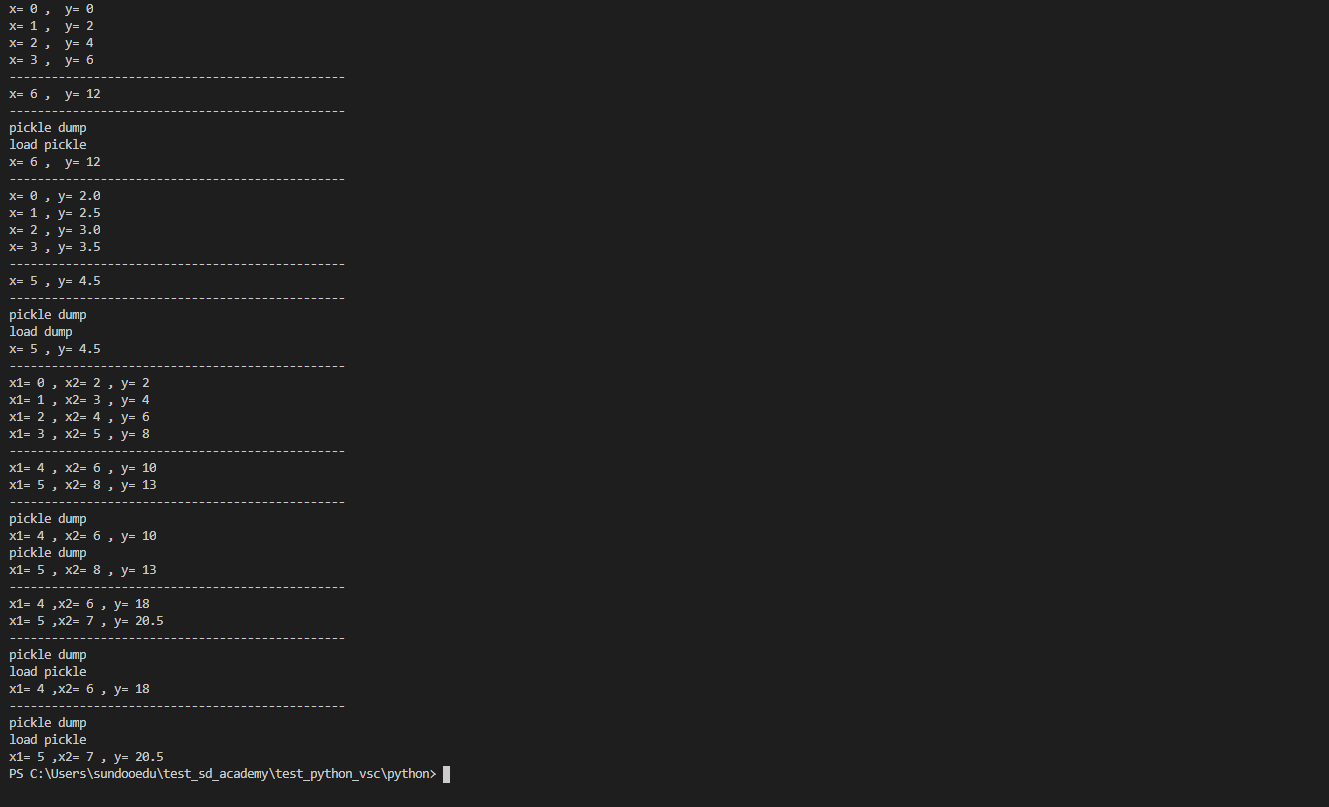 x= 0 ,  y= 0
x= 1 ,  y= 2
x= 2 ,  y= 4
x= 3 ,  y= 6
------------------------------------------------
x= 6 ,  y= 12
------------------------------------------------
pickle dump
load pickle
x= 6 ,  y= 12
------------------------------------------------
x= 0 , y= 2.0
x= 1 , y= 2.5
x= 2 , y= 3.0
x= 3 , y= 3.5
------------------------------------------------
x= 5 , y= 4.5
------------------------------------------------
pickle dump
load dump
x= 5 , y= 4.5
------------------------------------------------
x1= 0 , x2= 2 , y= 2
x1= 1 , x2= 3 , y= 4
x1= 2 , x2= 4 , y= 6
x1= 3 , x2= 5 , y= 8
------------------------------------------------
x1= 4 , x2= 6 , y= 10
x1= 5 , x2= 8 , y= 13
------------------------------------------------
pickle dump
x1= 4 , x2= 6 , y= 10
pickle dump
x1= 5 , x2= 8 , y= 13
------------------------------------------------
x1= 4 ,x2= 6 , y= 18
x1= 5 ,x2= 7 , y= 20.5
------------------------------------------------
pickle dump
load pickle
x1= 4 ,x2= 6 , y= 18
------------------------------------------------
pickle dump
load pickle
x1= 5 ,x2= 7 , y= 20.5
PS C:\Users\sundooedu\test_sd_academy\test_python_vsc\python>